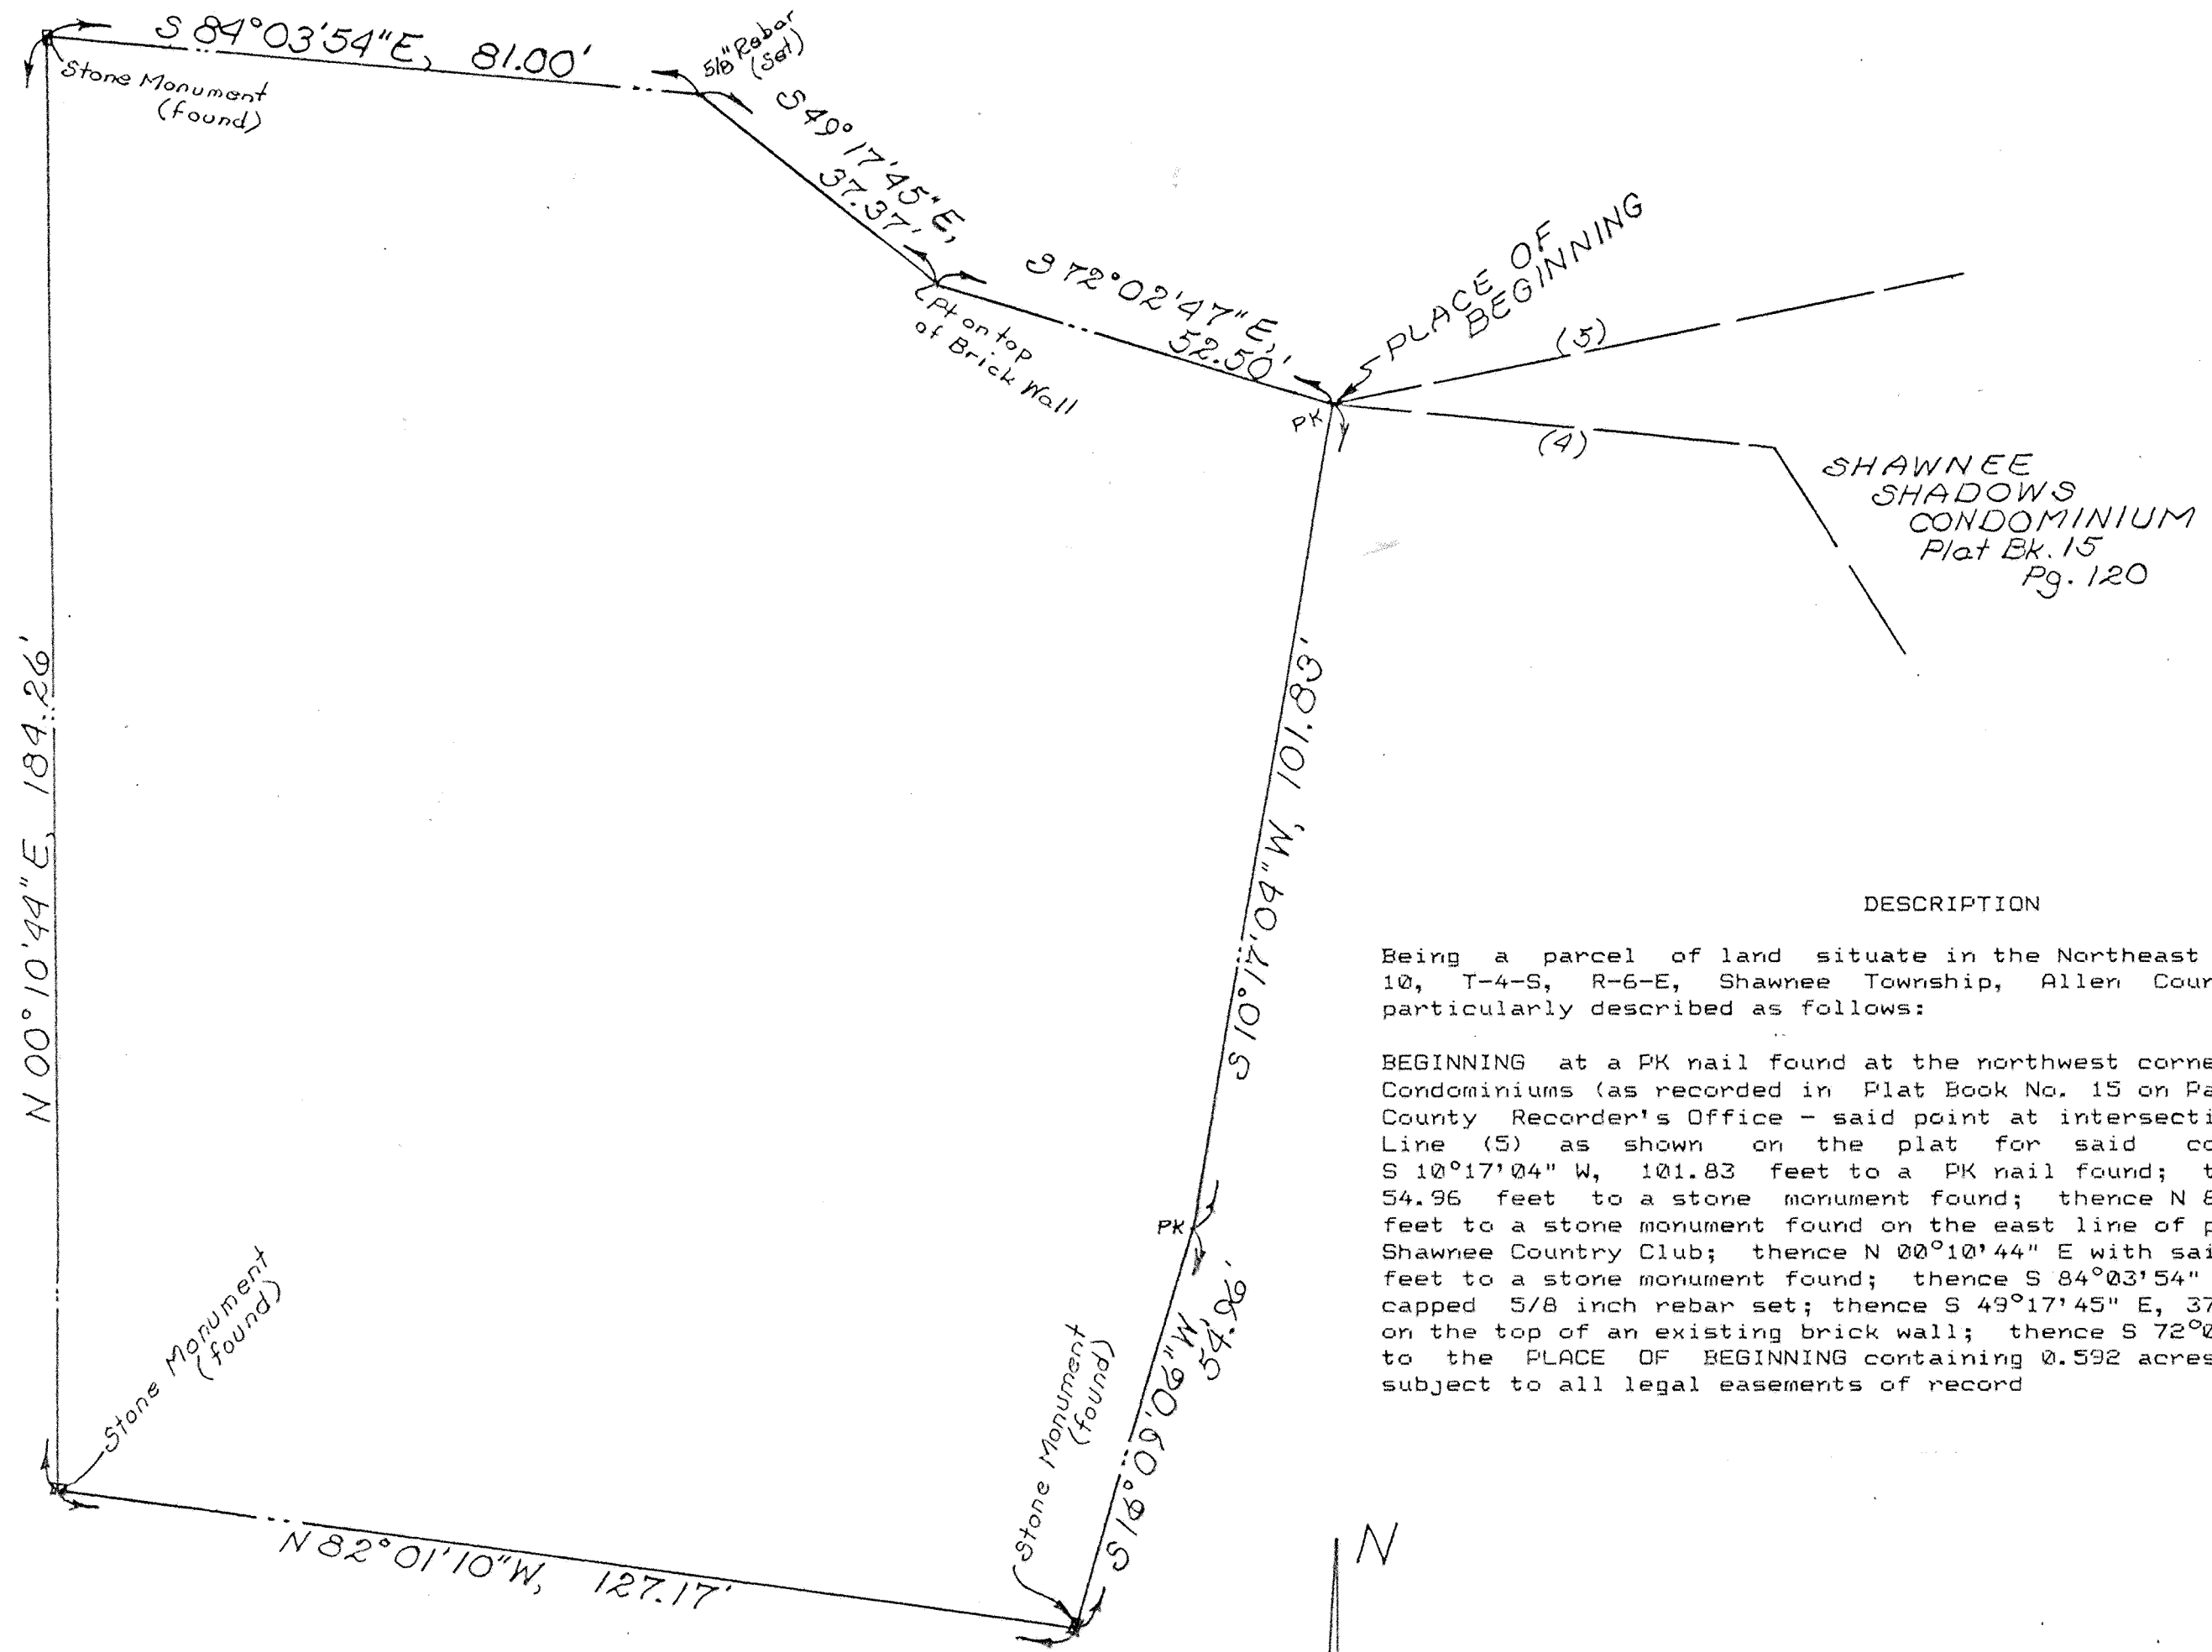 S 84°03'54"E, 81.00'
Stone Monument
(found)
5/8" Rebar
(Set)
S 49°17'45"E,
37.37'
S 72°02'47"E,
52.50'
(Pt on top
of Brick Wall
PLACE OF
BEGINNING
PK
(5)
(4)
SHAWNEE
SHADOWS
CONDOMINIUM
Plat Bk. 15
Pg. 120
N 00°10'44"E, 184.26'
S 10°17'04"W, 101.83'
PK
S 16°09'06"W,
54.96'
Stone Monument
(found)
Stone Monument
(found)
N 82°01'10"W, 127.17'
N
DESCRIPTION
Being a parcel of land situate in the Northeast
10, T-4-S, R-6-E, Shawnee Township, Allen Cour
particularly described as follows:
BEGINNING at a PK nail found at the northwest corne
Condominiums (as recorded in Plat Book No. 15 on Pa
County Recorder's Office - said point at intersecti
Line (5) as shown on the plat for said co
S 10°17'04" W, 101.83 feet to a PK nail found; t
54.96 feet to a stone monument found; thence N 8
feet to a stone monument found on the east line of p
Shawnee Country Club; thence N 00°10'44" E with sai
feet to a stone monument found; thence S 84°03'54"
capped 5/8 inch rebar set; thence S 49°17'45" E, 37
on the top of an existing brick wall; thence S 72°0
to the PLACE OF BEGINNING containing 0.592 acres
subject to all legal easements of record